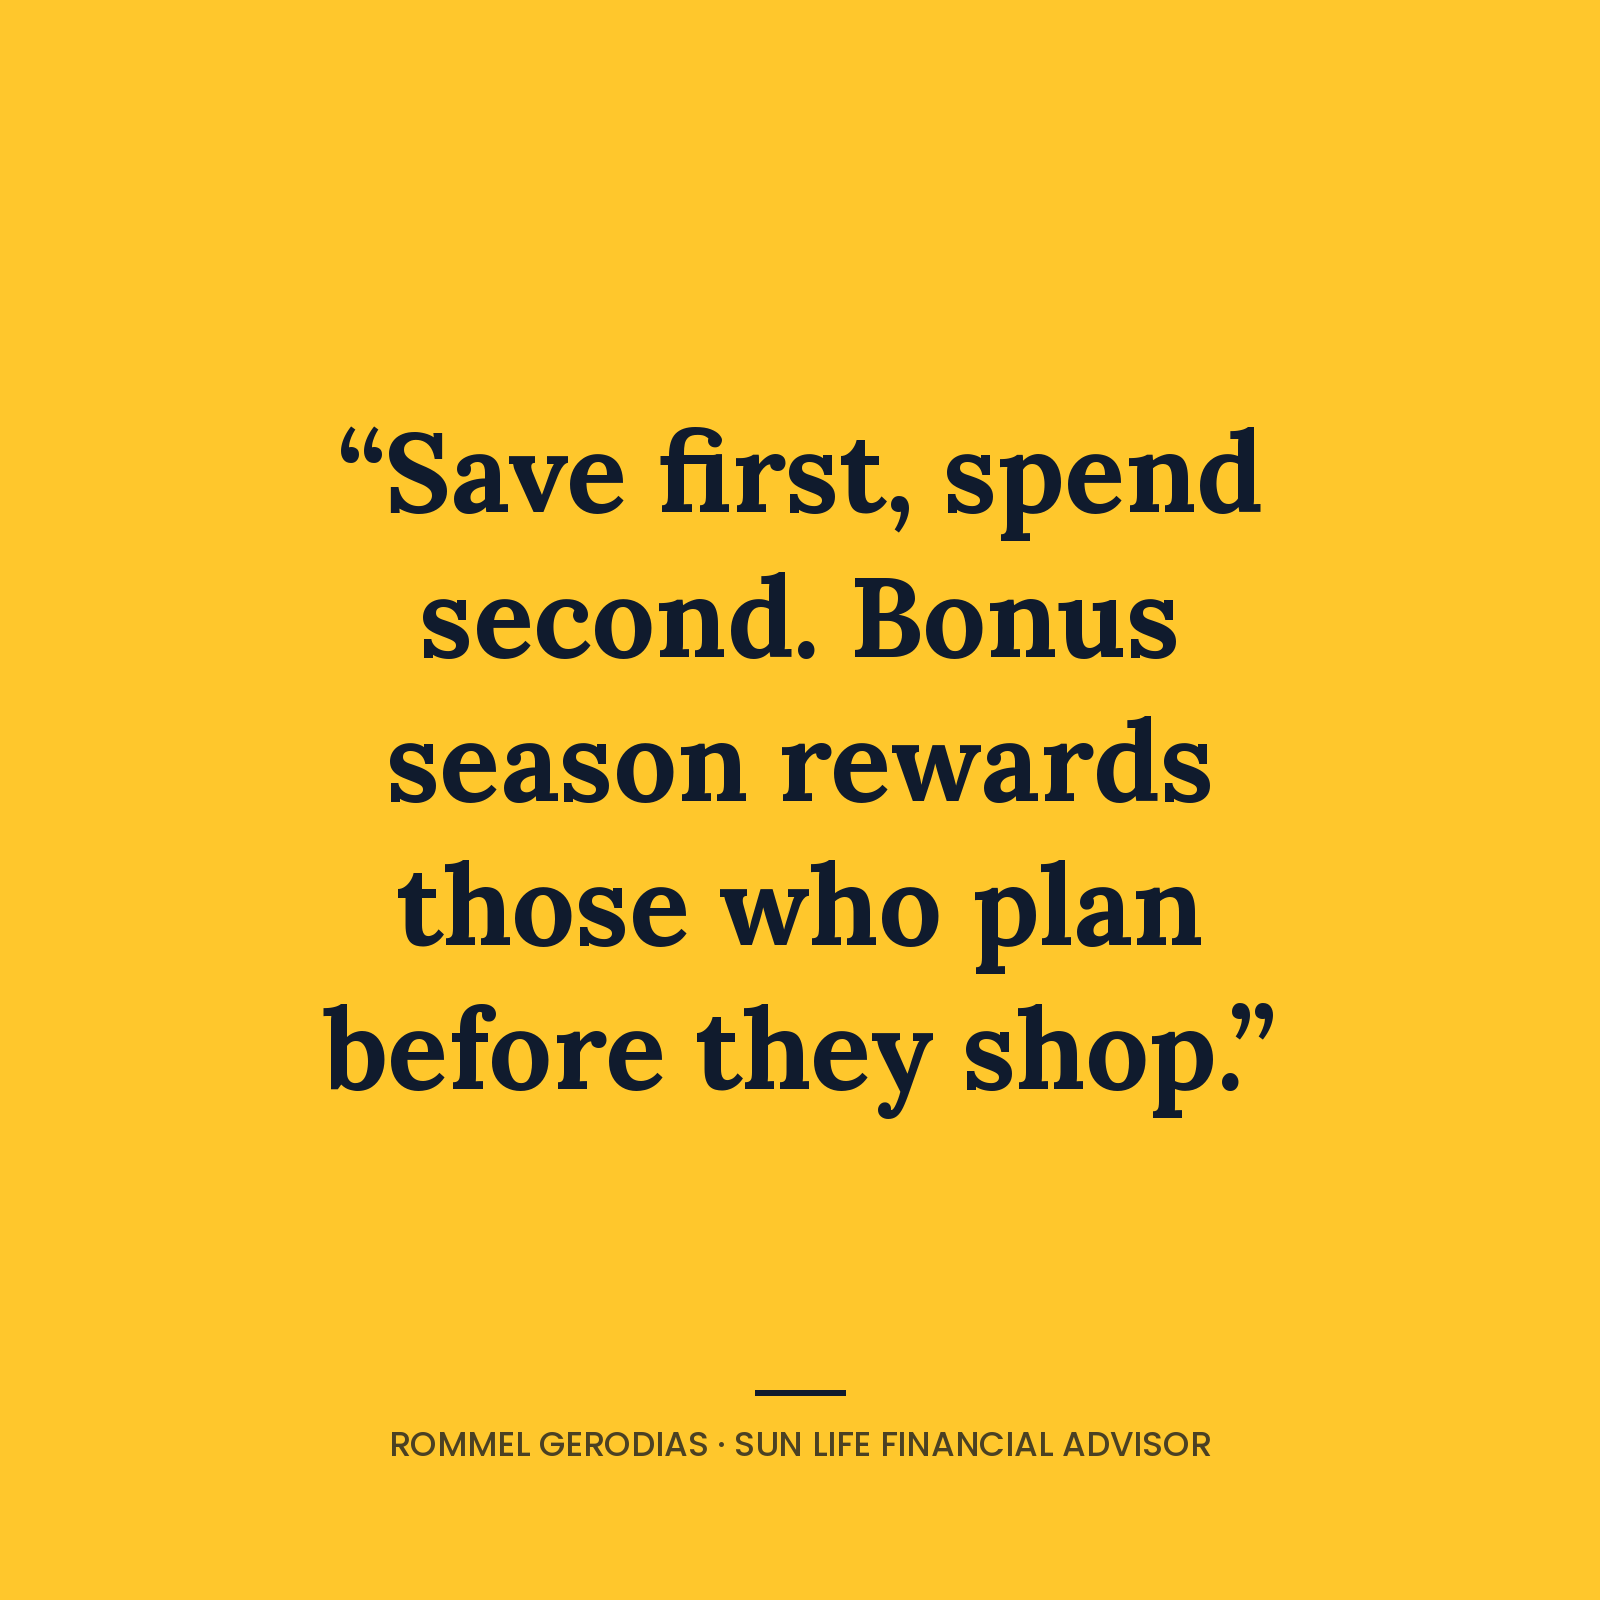 “Save first, spend
second. Bonus
season rewards
those who plan
before they shop.”
ROMMEL GERODIAS · SUN LIFE FINANCIAL ADVISOR